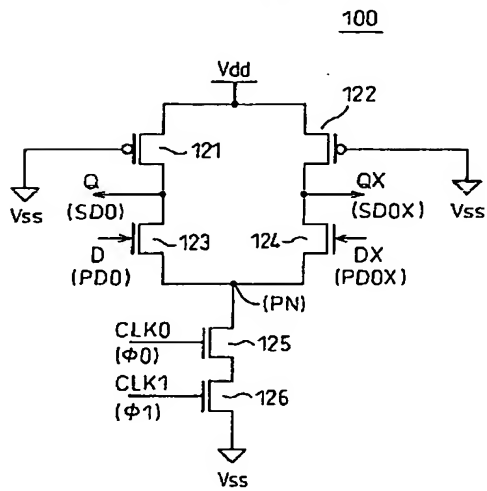 100
Vdd
122
121
Q
(SD0)
QX
(SD0X)
Vss
Vss
D
(PD0)
123
124
DX
(PD0X)
(PN)
CLK0
(Φ0)
125
CLK1
(Φ1)
126
Vss